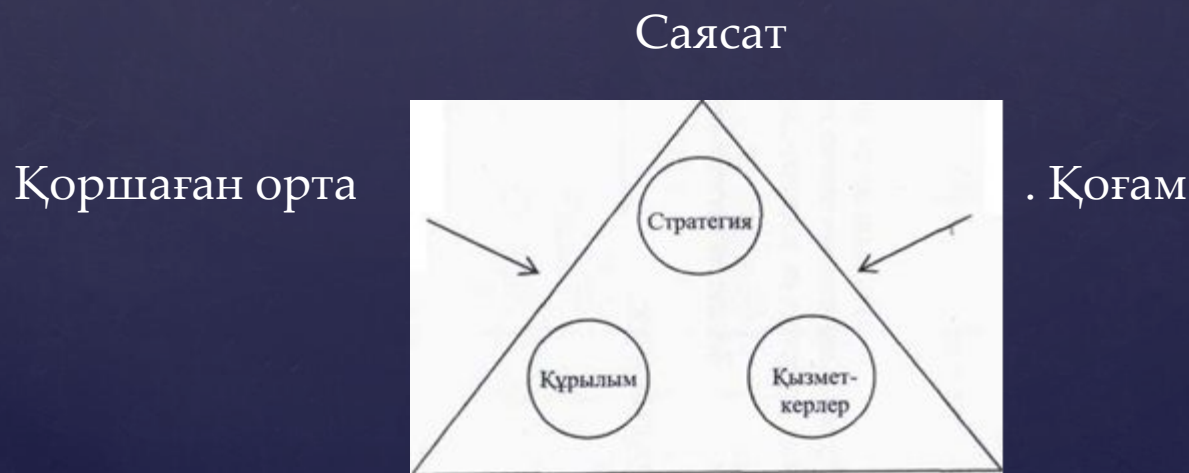 Саясат
Қоршаған орта
. Қоғам
Стратегия
Құрылым
Қызмет-
керлер